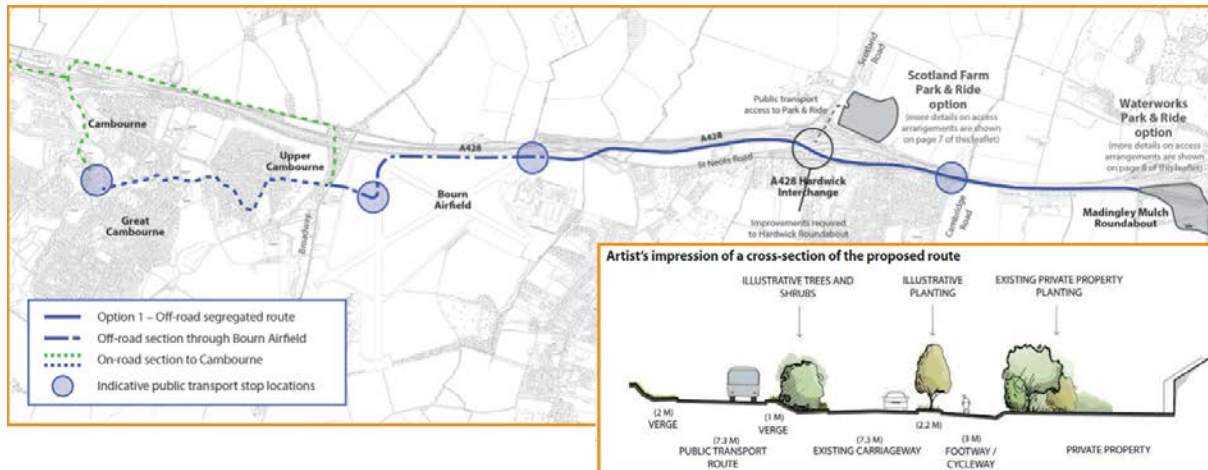 Scotland
Road
Scotland Farm
Park & Ride
option
(more details on access
arrangements are shown
on page 7 of this leaflet)
Waterworks
Park & Ride
option
(more details on access
arrangements are shown
on page 8 of this leaflet)
Public transport
access to Park & Ride
Cambourne
Upper
Cambourne
Great
Cambourne
Broadway
A428
Bourn
Airfield
A428
St Neots Road
A428 Hardwick
Interchange
Improvements required
to Hardwick Roundabout
Cambridge
Road
Madingley Mulch
Roundabout
Option 1 – Off-road segregated route
Off-road section through Bourn Airfield
On-road section to Cambourne
Indicative public transport stop locations
Artist's impression of a cross-section of the proposed route
ILLUSTRATIVE TREES AND
SHRUBS
ILLUSTRATIVE
PLANTING
EXISTING PRIVATE PROPERTY
PLANTING
(2 M)
VERGE
(7.3 M)
PUBLIC TRANSPORT
ROUTE
(1 M)
VERGE
(7.3 M)
EXISTING CARRIAGEWAY
(2.2 M)
(3 M)
FOOTWAY /
CYCLEWAY
PRIVATE PROPERTY